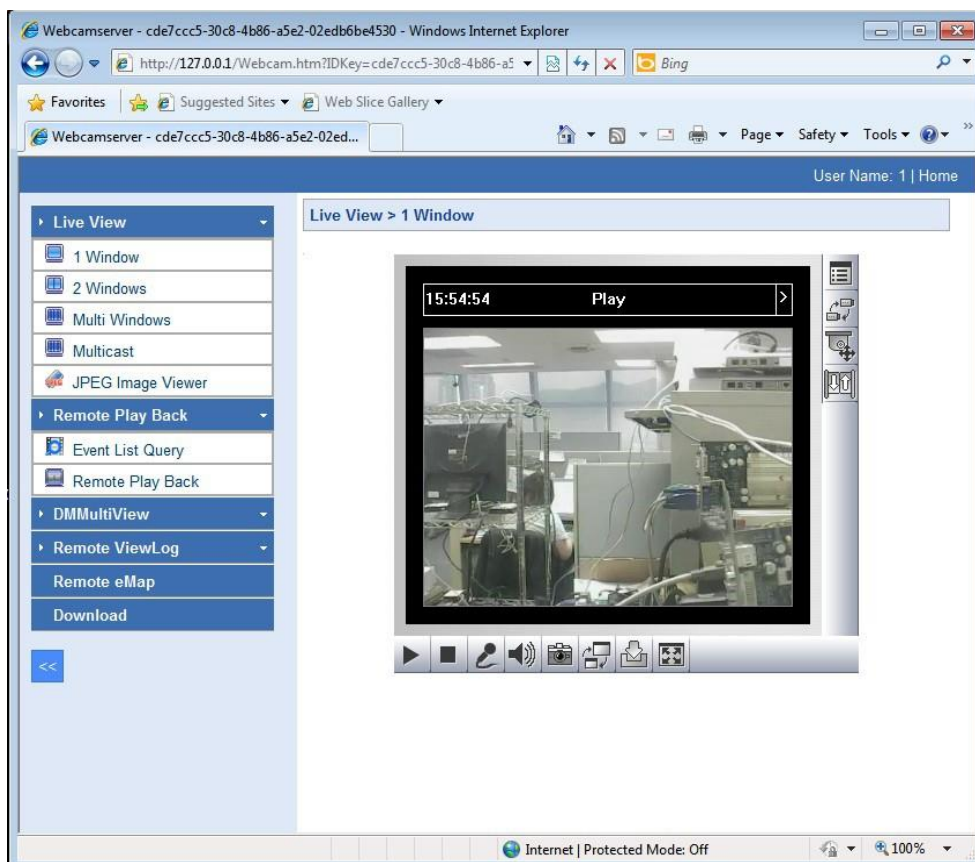 Webcamserver - cde7ccc5-30c8-4b86-a5e2-02edb6be4530 - Windows Internet Explorer
http://127.0.0.1/Webcam.htm?IDKey=cde7ccc5-30c8-4b86-a5
Bing
Favorites
Suggested Sites
Web Slice Gallery
Webcamserver - cde7ccc5-30c8-4b86-a5e2-02ed...
Page
Safety
Tools
User Name: 1 | Home
Live View
1 Window
2 Windows
Multi Windows
Multicast
JPEG Image Viewer
Remote Play Back
Event List Query
Remote Play Back
DMMultiView
Remote ViewLog
Remote eMap
Download
<<
Live View > 1 Window
15:54:54 Play >
Internet | Protected Mode: Off
100%